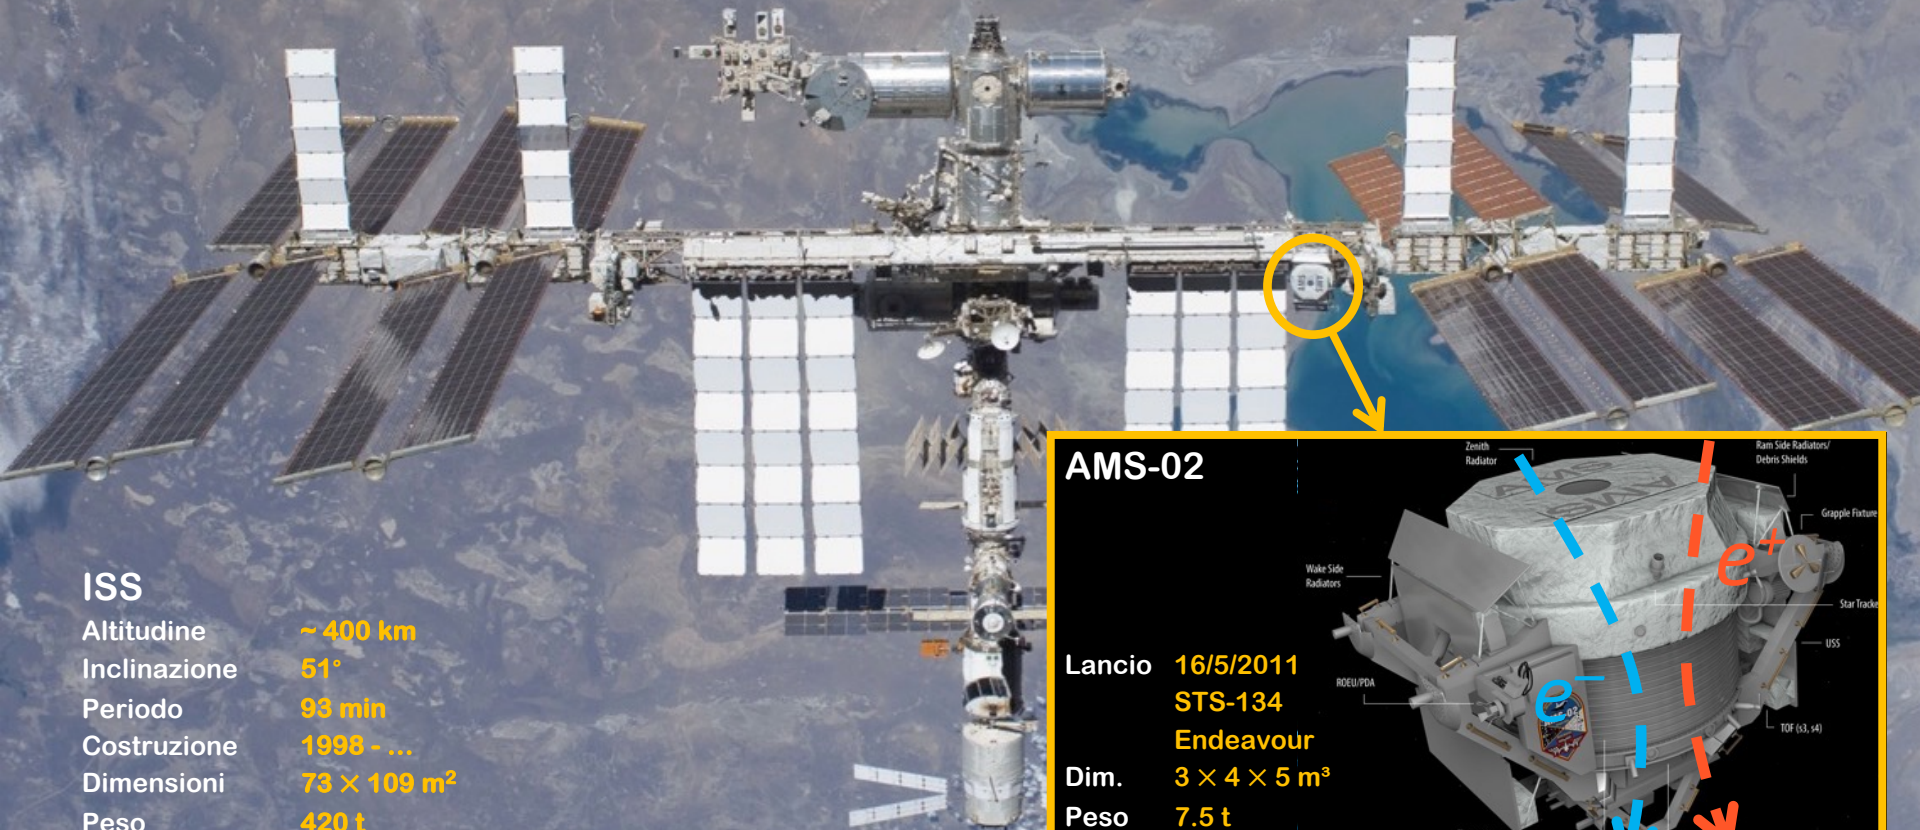 ISS
Altitudine ~ 400 km
Inclinazione 51°
Periodo 93 min
Costruzione 1998 - ...
Dimensioni 73 × 109 m²
Peso 420 t
AMS-02
Lancio 16/5/2011
STS-134
Endeavour
Dim. 3 × 4 × 5 m³
Peso 7.5 t
Zenith
Radiator
Ram Side Radiators/
Debris Shields
Grapple Fixture
e⁺
Wake Side
Radiators
Star Tracke
USS
ROEU/PDA
e⁻
TOF (s3, s4)
AMS